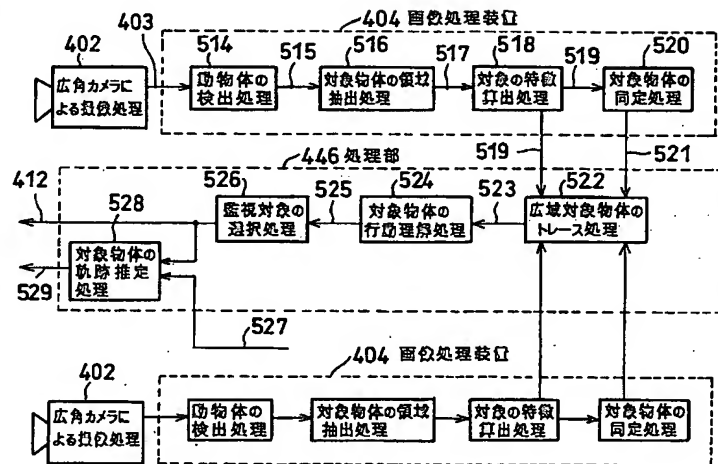 404 画像処理装置
402
403
514
515
516
517
518
519
520
広角カメラに
よる撮像処理
動物体の
検出処理
対象物体の領域
抽出処理
対象の特徴
算出処理
対象物体の
同定処理
519
521
446 処理部
412
528
526
525
524
523
522
監視対象の
選択処理
対象物体の
行動理解処理
広域対象物体の
トレース処理
対象物体の
軌跡推定
処理
529
527
404 画像処理装置
402
広角カメラに
よる撮像処理
動物体の
検出処理
対象物体の領域
抽出処理
対象の特徴
算出処理
対象物体の
同定処理